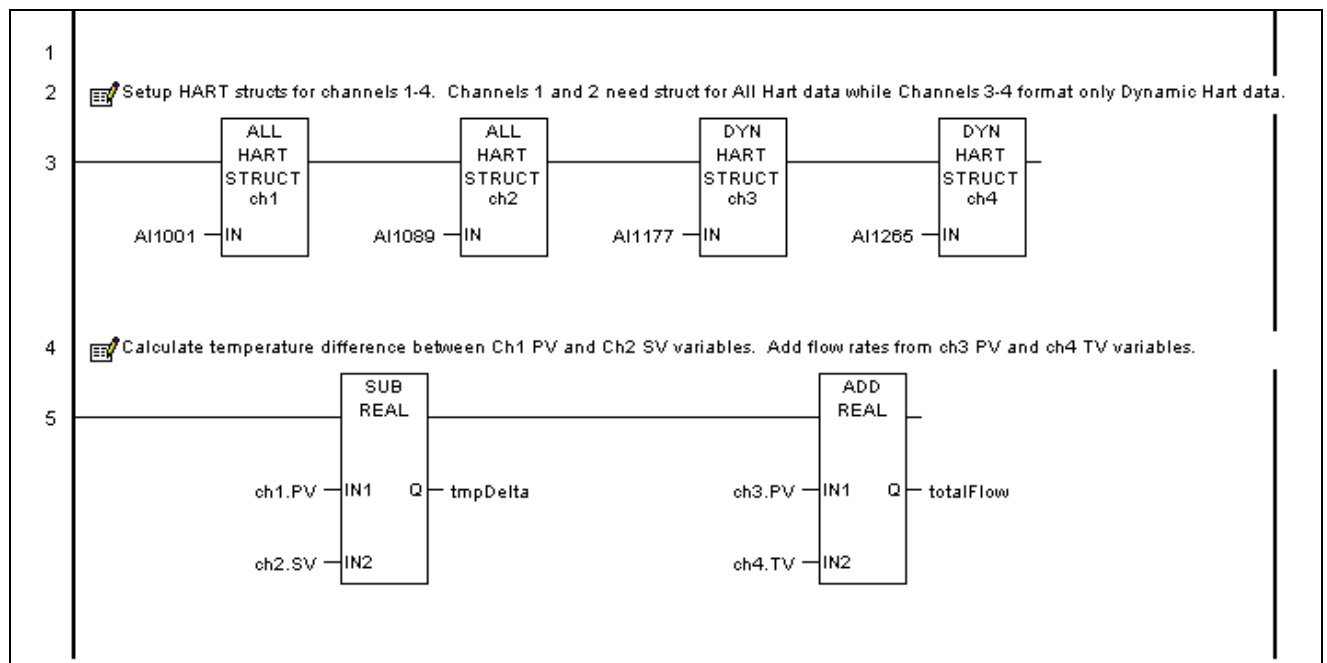 1
2 Setup HART structs for channels 1-4. Channels 1 and 2 need struct for All Hart data while Channels 3-4 format only Dynamic Hart data.
ALL ALL DYN DYN
HART HART HART HART
3 STRUCT STRUCT STRUCT STRUCT
ch1 ch2 ch3 ch4
AI1001 IN AI1089 IN AI1177 IN AI1265 IN
4 Calculate temperature difference between Ch1 PV and Ch2 SV variables. Add flow rates from ch3 PV and ch4 TV variables.
SUB ADD
5 REAL REAL
ch1.PV IN1 Q tmpDelta ch3.PV IN1 Q totalFlow
ch2.SV IN2 ch4.TV IN2